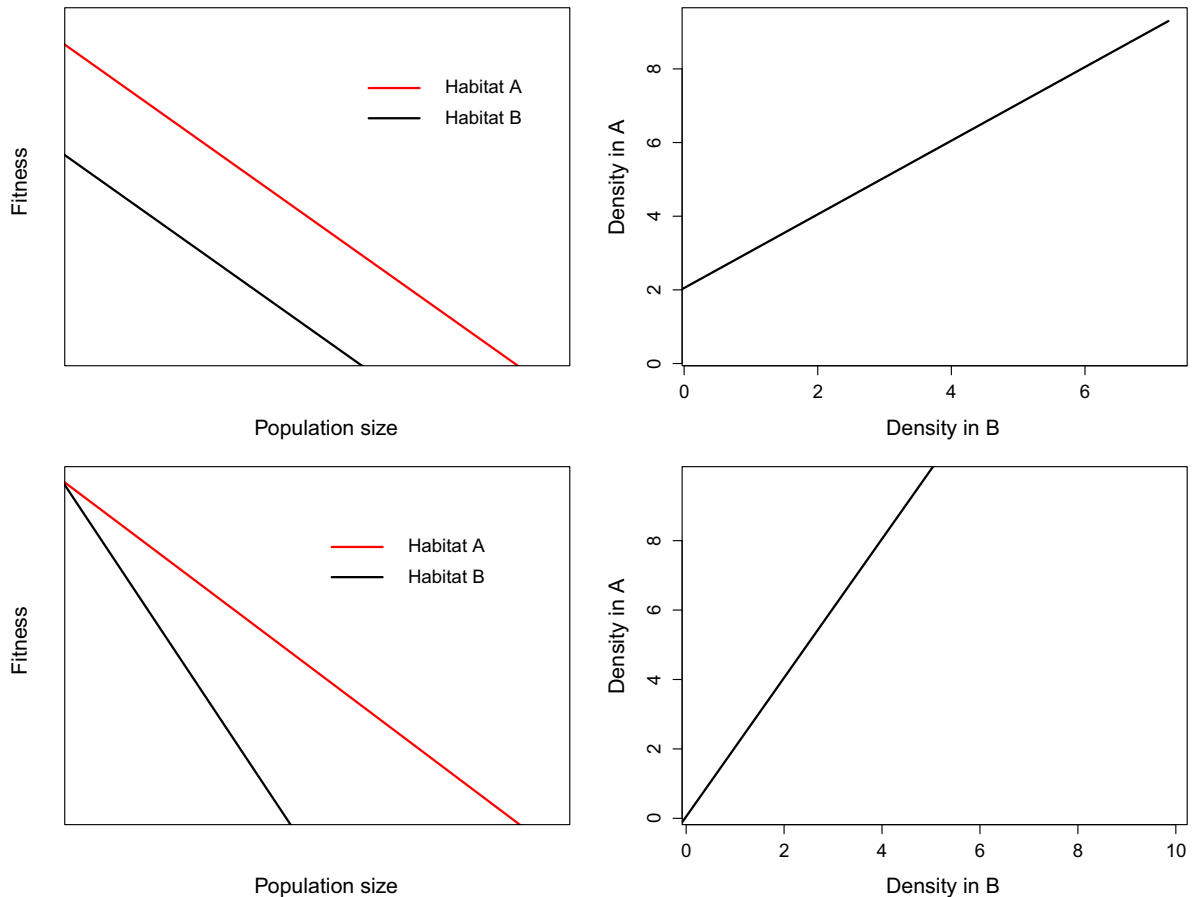 Habitat A
Habitat B
Fitness
Population size
8
6
4
2
0
Density in A
0 2 4 6
Density in B
Habitat A
Habitat B
Fitness
Population size
8
6
4
2
0
Density in A
0 2 4 6 8 10
Density in B